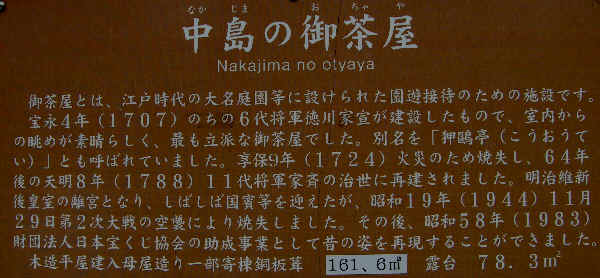 なか じま お ちゃ や
中島の御茶屋
Nakajima no otyaya
御茶屋とは、江戸時代の大名庭園等に設けられた園遊接待のための施設です。
宝永4年(1707)のちの6代将軍徳川家宣が建設したもので、室内から
の眺めが素晴らしく、最も立派な御茶屋でした。別名を「狎鷗亭(こうおうて
い)」とも呼ばれていました。享保9年(1724)火災のため焼失し、64年
後の天明8年(1788)11代将軍家斉の治世に再建されました。明治維新
後皇室の離宮となり、しばしば国賓等を迎えたが、昭和19年(1944)11月
29日第2次大戦の空襲により焼失しました。その後、昭和58年(1983)
財団法人日本宝くじ協会の助成事業として昔の姿を再現することができました。
木造平屋建入母屋造り一部寄棟銅板葺 161、6㎡ 露台 78.3㎡